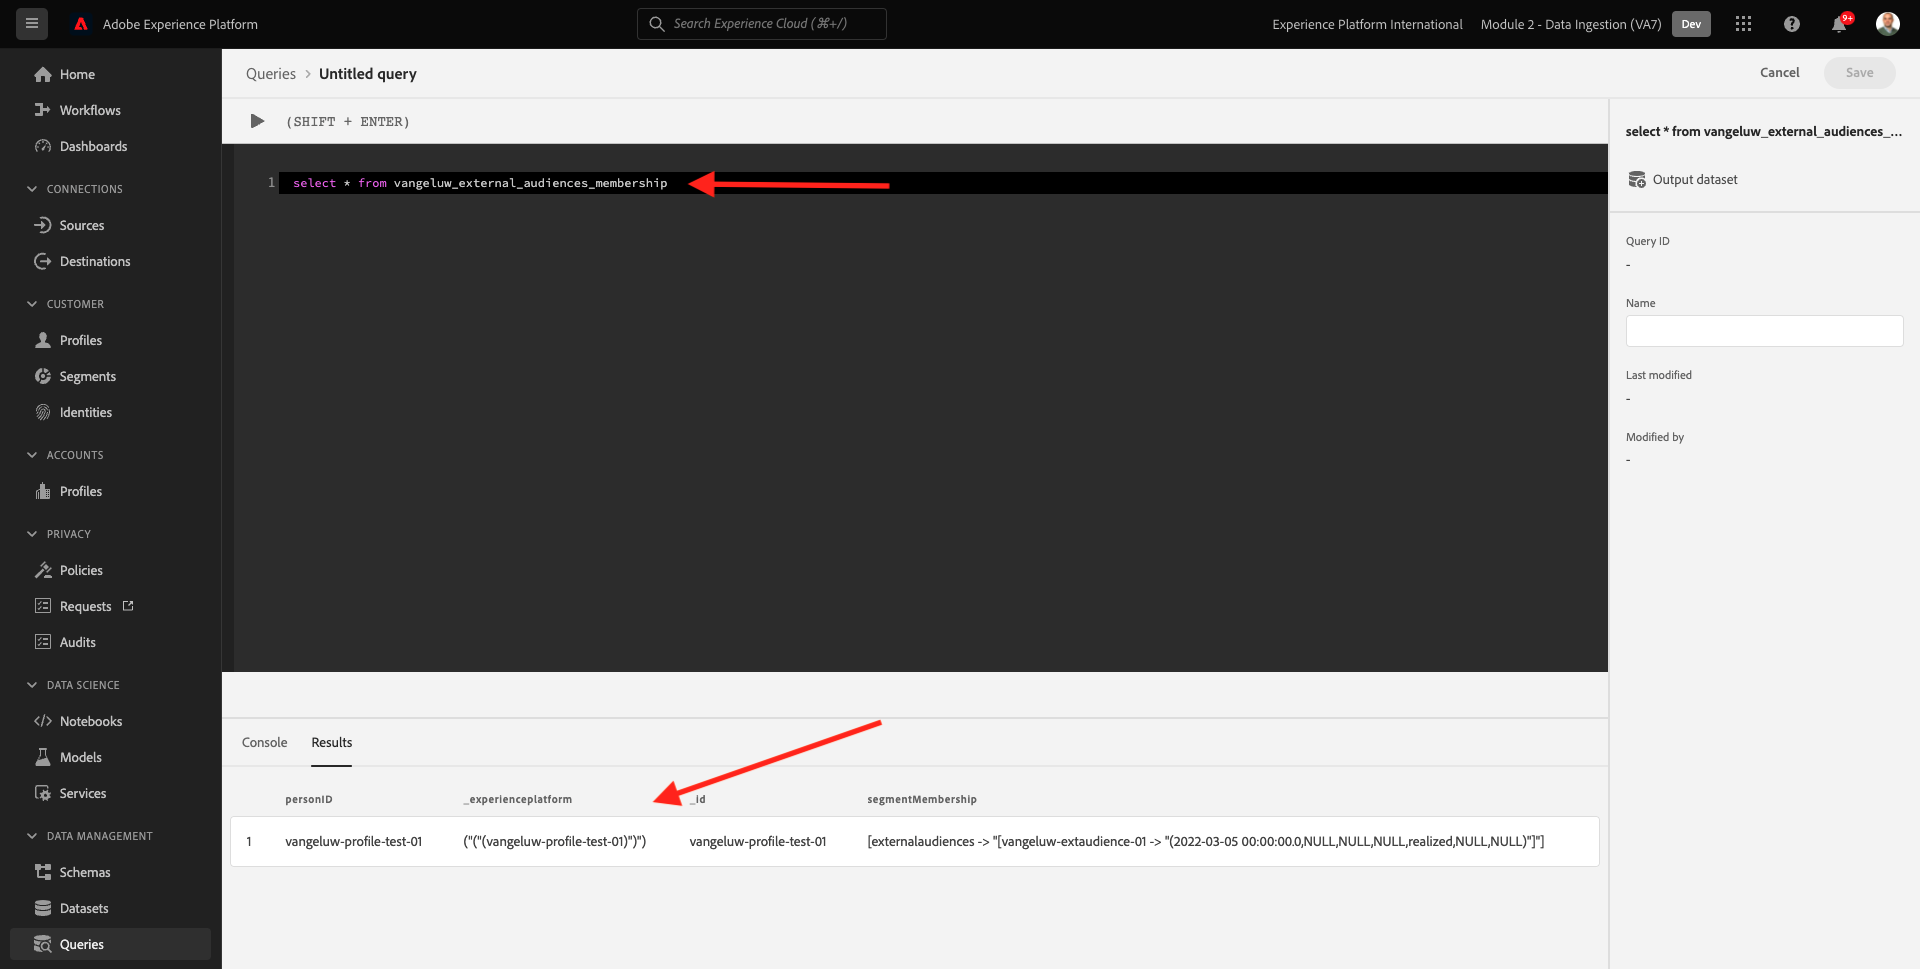 Adobe Experience Platform
Search Experience Cloud (⌘+/)
Experience Platform International
Module 2 - Data Ingestion (VA7)
Dev
9+
Home
Workflows
Dashboards
CONNECTIONS
Sources
Destinations
CUSTOMER
Profiles
Segments
Identities
ACCOUNTS
Profiles
PRIVACY
Policies
Requests
Audits
DATA SCIENCE
Notebooks
Models
Services
DATA MANAGEMENT
Schemas
Datasets
Queries
Queries > Untitled query
Cancel
Save
(SHIFT + ENTER)
1 select * from vangeluw_external_audiences_membership
Console
Results
personID _experienceplatform _id segmentMembership
1 vangeluw-profile-test-01 ("("(vangeluw-profile-test-01)")") vangeluw-profile-test-01 [externalaudiences -> "[vangeluw-extaudience-01 -> "(2022-03-05 00:00:00.0,NULL,NULL,NULL,realized,NULL,NULL)"]"]
select * from vangeluw_external_audiences_...
Output dataset
Query ID
-
Name
Last modified
-
Modified by
-